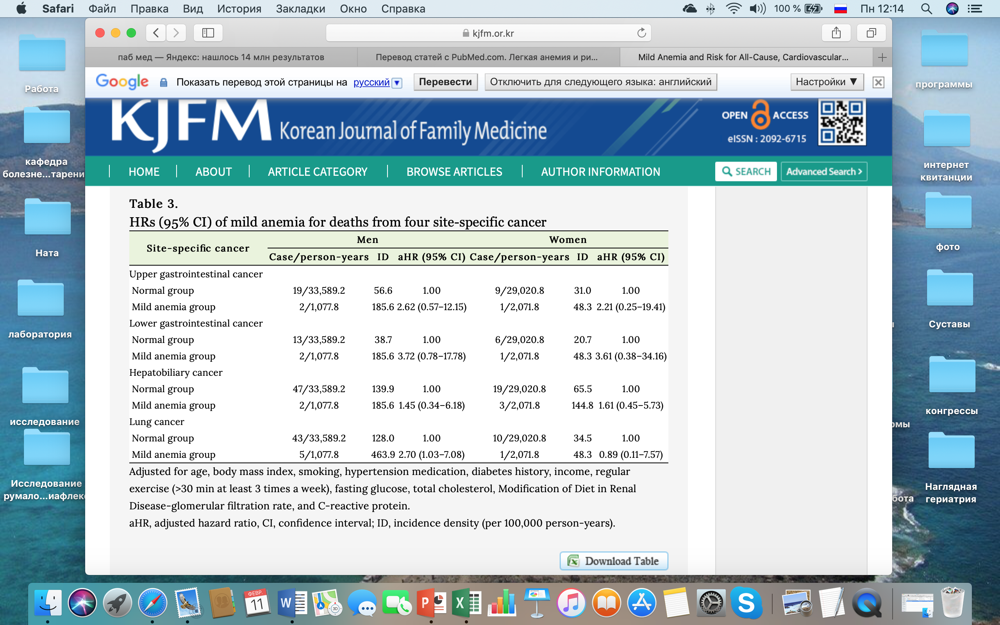 Safari Файл Правка Вид История Закладки Окно Справка 100 % Пн 12:14
kjfm.or.kr
паб мед — Яндекс: нашлось 14 млн результатов Перевод статей с PubMed.com. Легкая анемия и ри... Mild Anemia and Risk for All-Cause, Cardiovascular...
Google Показать перевод этой страницы на русский Перевести Отключить для следующего языка: английский Настройки
KJFM Korean Journal of Family Medicine
OPEN ACCESS
eISSN : 2092-6715
HOME ABOUT ARTICLE CATEGORY BROWSE ARTICLES AUTHOR INFORMATION SEARCH Advanced Search >
Table 3.
HRs (95% CI) of mild anemia for deaths from four site-specific cancer
Site-specific cancer Men Women
Case/person-years ID aHR (95% CI) Case/person-years ID aHR (95% CI)
Upper gastrointestinal cancer
Normal group 19/33,589.2 56.6 1.00 9/29,020.8 31.0 1.00
Mild anemia group 2/1,077.8 185.6 2.62 (0.57–12.15) 1/2,071.8 48.3 2.21 (0.25–19.41)
Lower gastrointestinal cancer
Normal group 13/33,589.2 38.7 1.00 6/29,020.8 20.7 1.00
Mild anemia group 2/1,077.8 185.6 3.72 (0.78–17.78) 1/2,071.8 48.3 3.61 (0.38–34.16)
Hepatobiliary cancer
Normal group 47/33,589.2 139.9 1.00 19/29,020.8 65.5 1.00
Mild anemia group 2/1,077.8 185.6 1.45 (0.34–6.18) 3/2,071.8 144.8 1.61 (0.45–5.73)
Lung cancer
Normal group 43/33,589.2 128.0 1.00 10/29,020.8 34.5 1.00
Mild anemia group 5/1,077.8 463.9 2.70 (1.03–7.08) 1/2,071.8 48.3 0.89 (0.11–7.57)
Adjusted for age, body mass index, smoking, hypertension medication, diabetes history, income, regular
exercise (>30 min at least 3 times a week), fasting glucose, total cholesterol, Modification of Diet in Renal
Disease-glomerular filtration rate, and C-reactive protein.
aHR, adjusted hazard ratio, CI, confidence interval; ID, incidence density (per 100,000 person-years).
Download Table
Работа
кафедра
болезне...тарени
Ната
лаборатория
исследование
Исследование
румало...иафлекс
программы
интернет
квитанции
фото
Суставы
конгрессы
рмы
Наглядная
гериатрия
бота
ФЕВР.
11
W
3D
P
X
S